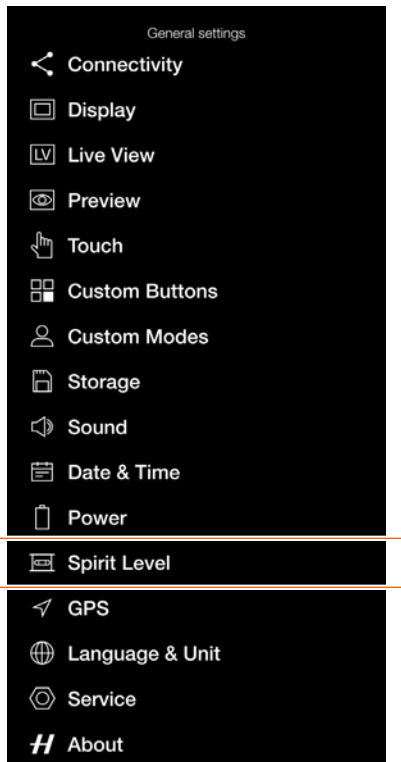 General settings
Connectivity
Display
LV Live View
Preview
Touch
Custom Buttons
Custom Modes
Storage
Sound
Date & Time
Power
Spirit Level
GPS
Language & Unit
Service
H About